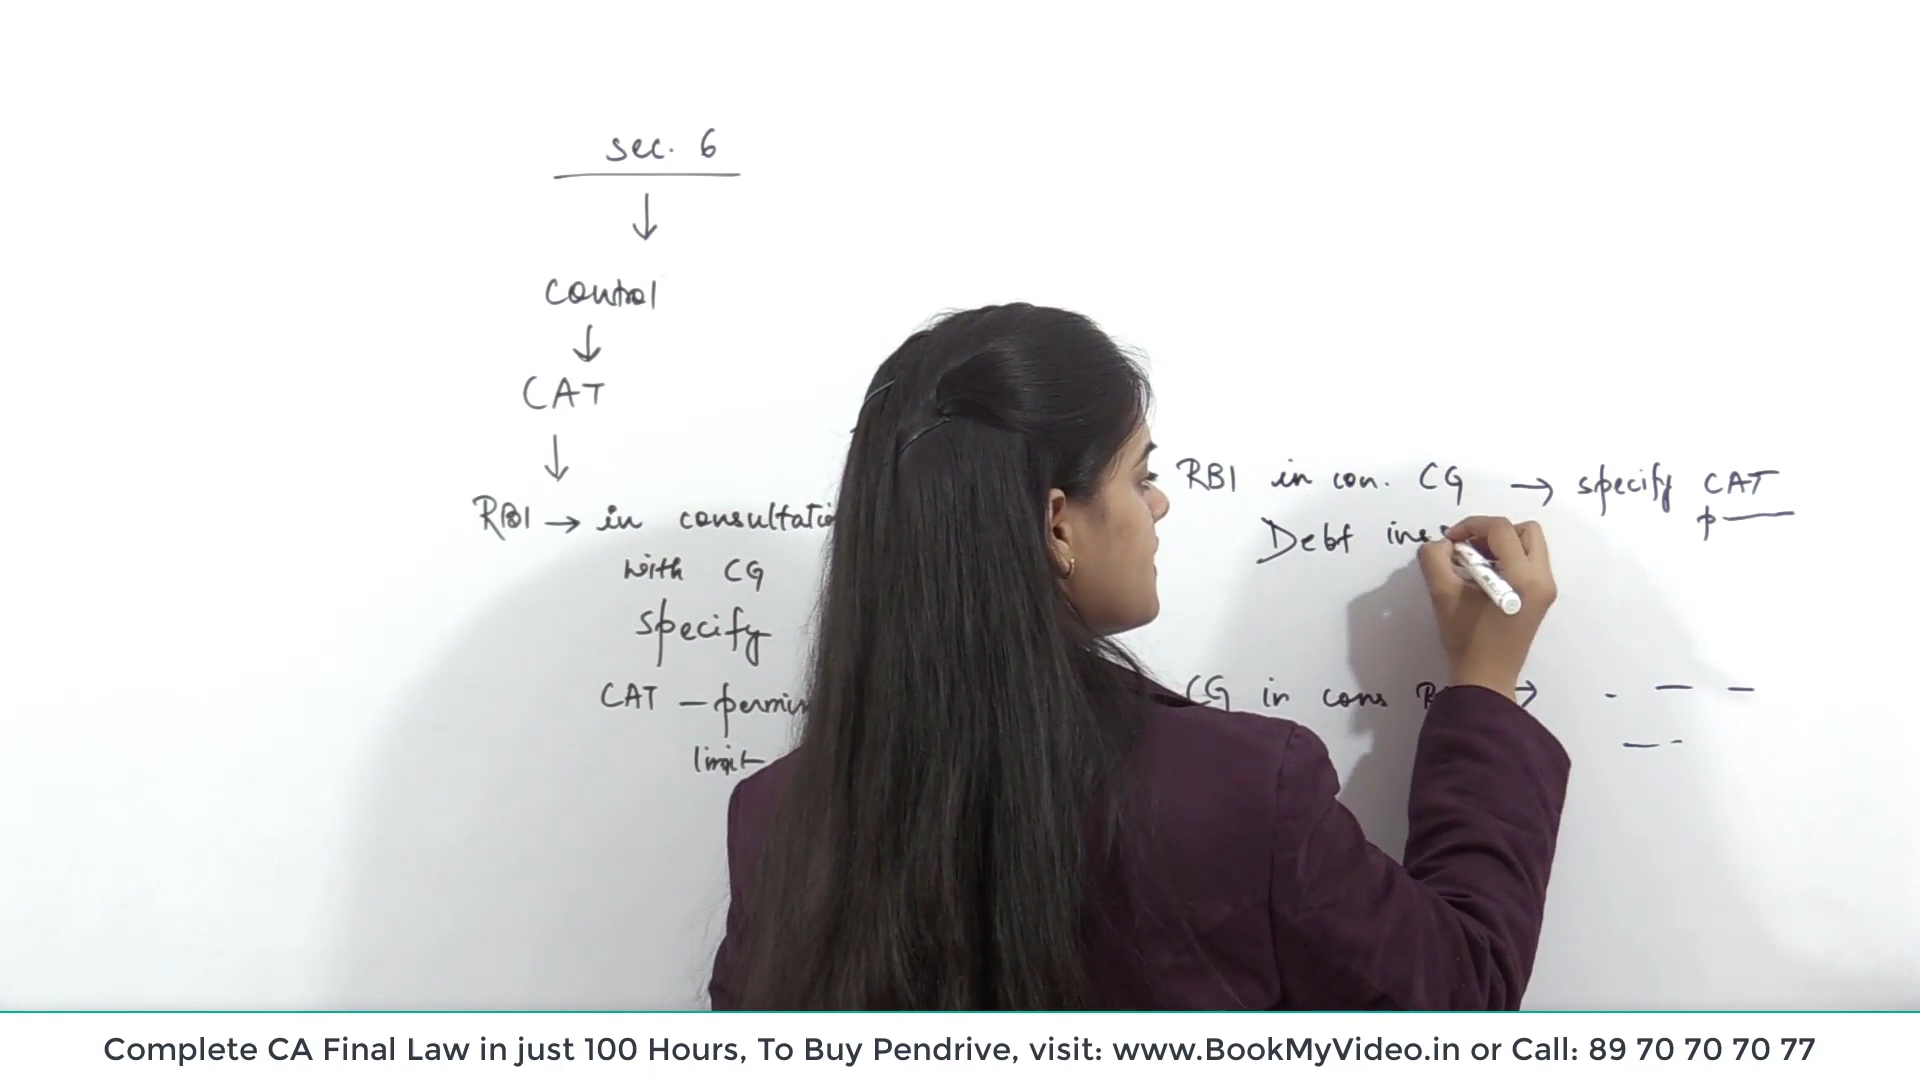 sec. 6
↓
control
↓
CAT
↓
RBI → in consultatio
with CG
specify
CAT – permis
limit
RBI in con. CG → specify CAT
p——
Debt ins
CG in cons R → . — —
— -
Complete CA Final Law in just 100 Hours, To Buy Pendrive, visit: www.BookMyVideo.in or Call: 89 70 70 70 77